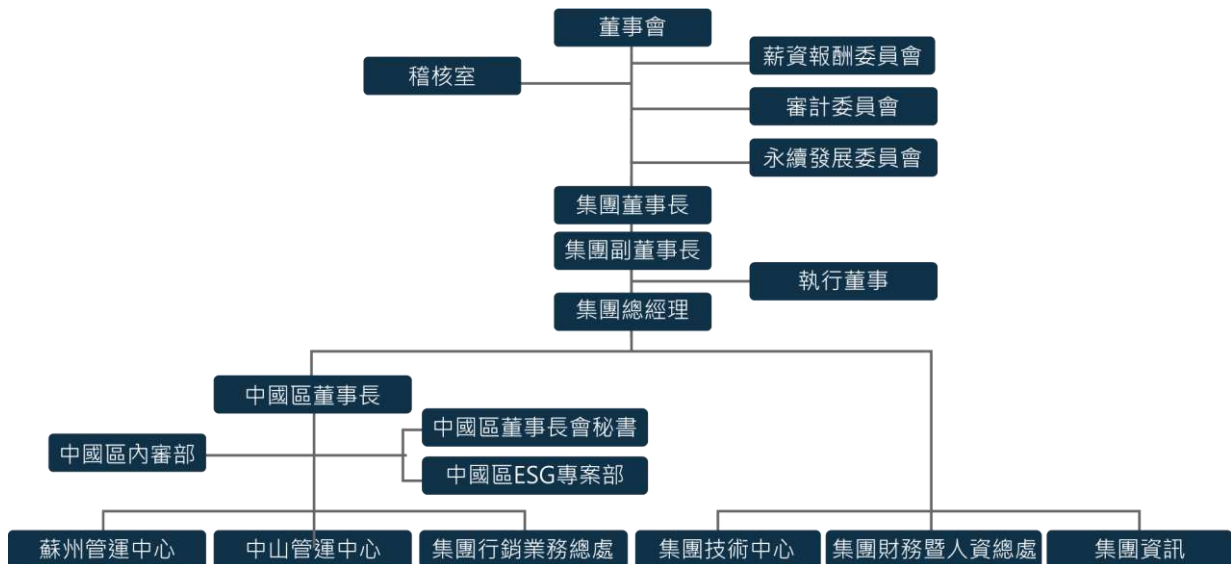 董事會
薪資報酬委員會
稽核室
審計委員會
永續發展委員會
集團董事長
集團副董事長
執行董事
集團總經理
中國區董事長
中國區董事長會秘書
中國區內審部
中國區ESG專案部
蘇州管運中心
中山管運中心
集團行銷業務總處
集團技術中心
集團財務暨人資總處
集團資訊